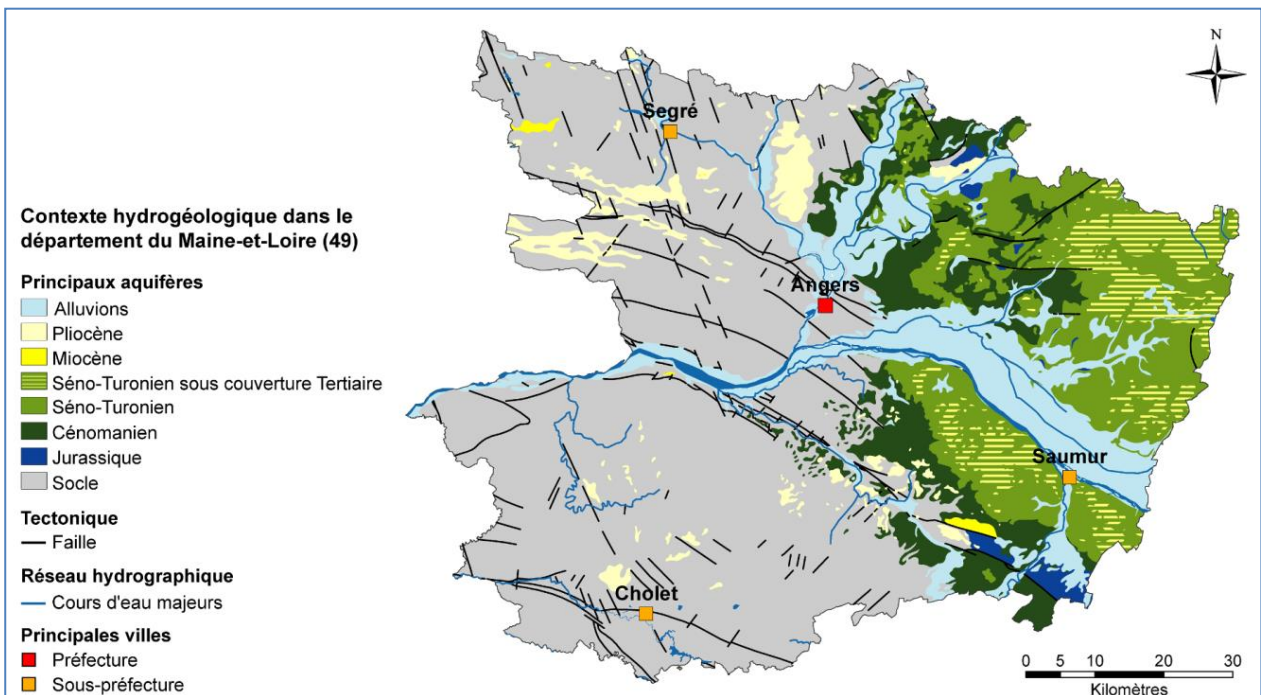 Contexte hydrogéologique dans le
département du Maine-et-Loire (49)
Principaux aquifères
Alluvions
Pliocène
Miocène
Séno-Turonien sous couverture Tertiaire
Séno-Turonien
Cénomanien
Jurassique
Socle
Tectonique
Faille
Réseau hydrographique
Cours d'eau majeurs
Principales villes
Préfecture
Sous-préfecture
N
Segré
Angers
Saumur
Cholet
0 5 10 20 30
Kilomètres